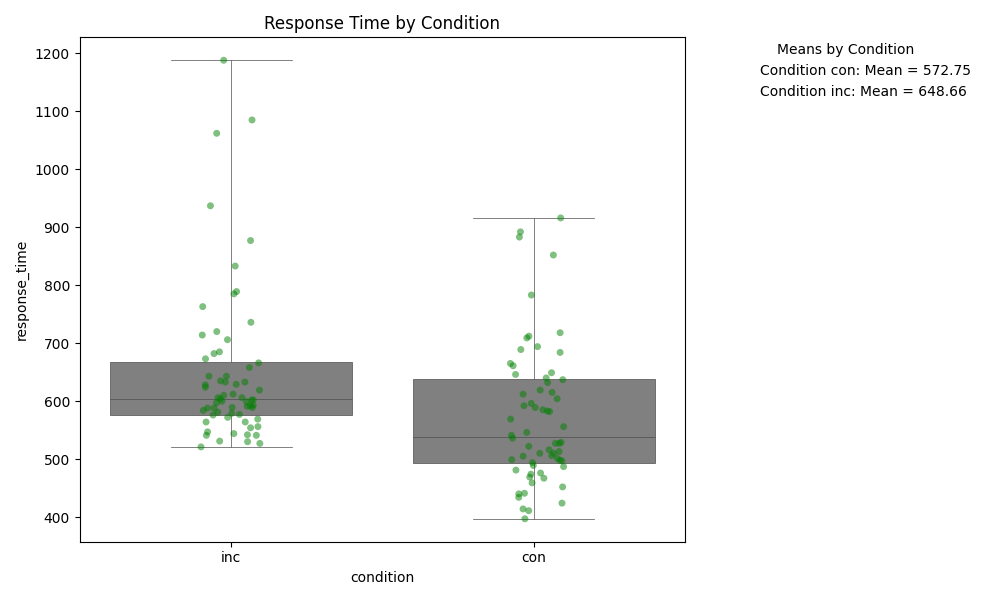 Response Time by Condition
Means by Condition
Condition con: Mean = 572.75
Condition inc: Mean = 648.66
response_time
1200
1100
1000
900
800
700
600
500
400
inc
con
condition